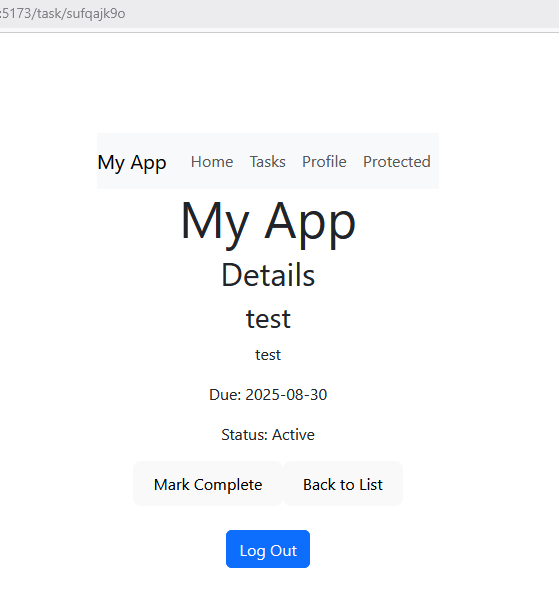 :5173/task/sufqajk9o
My App Home Tasks Profile Protected
My App
Details
test
test
Due: 2025-08-30
Status: Active
Mark Complete Back to List
Log Out